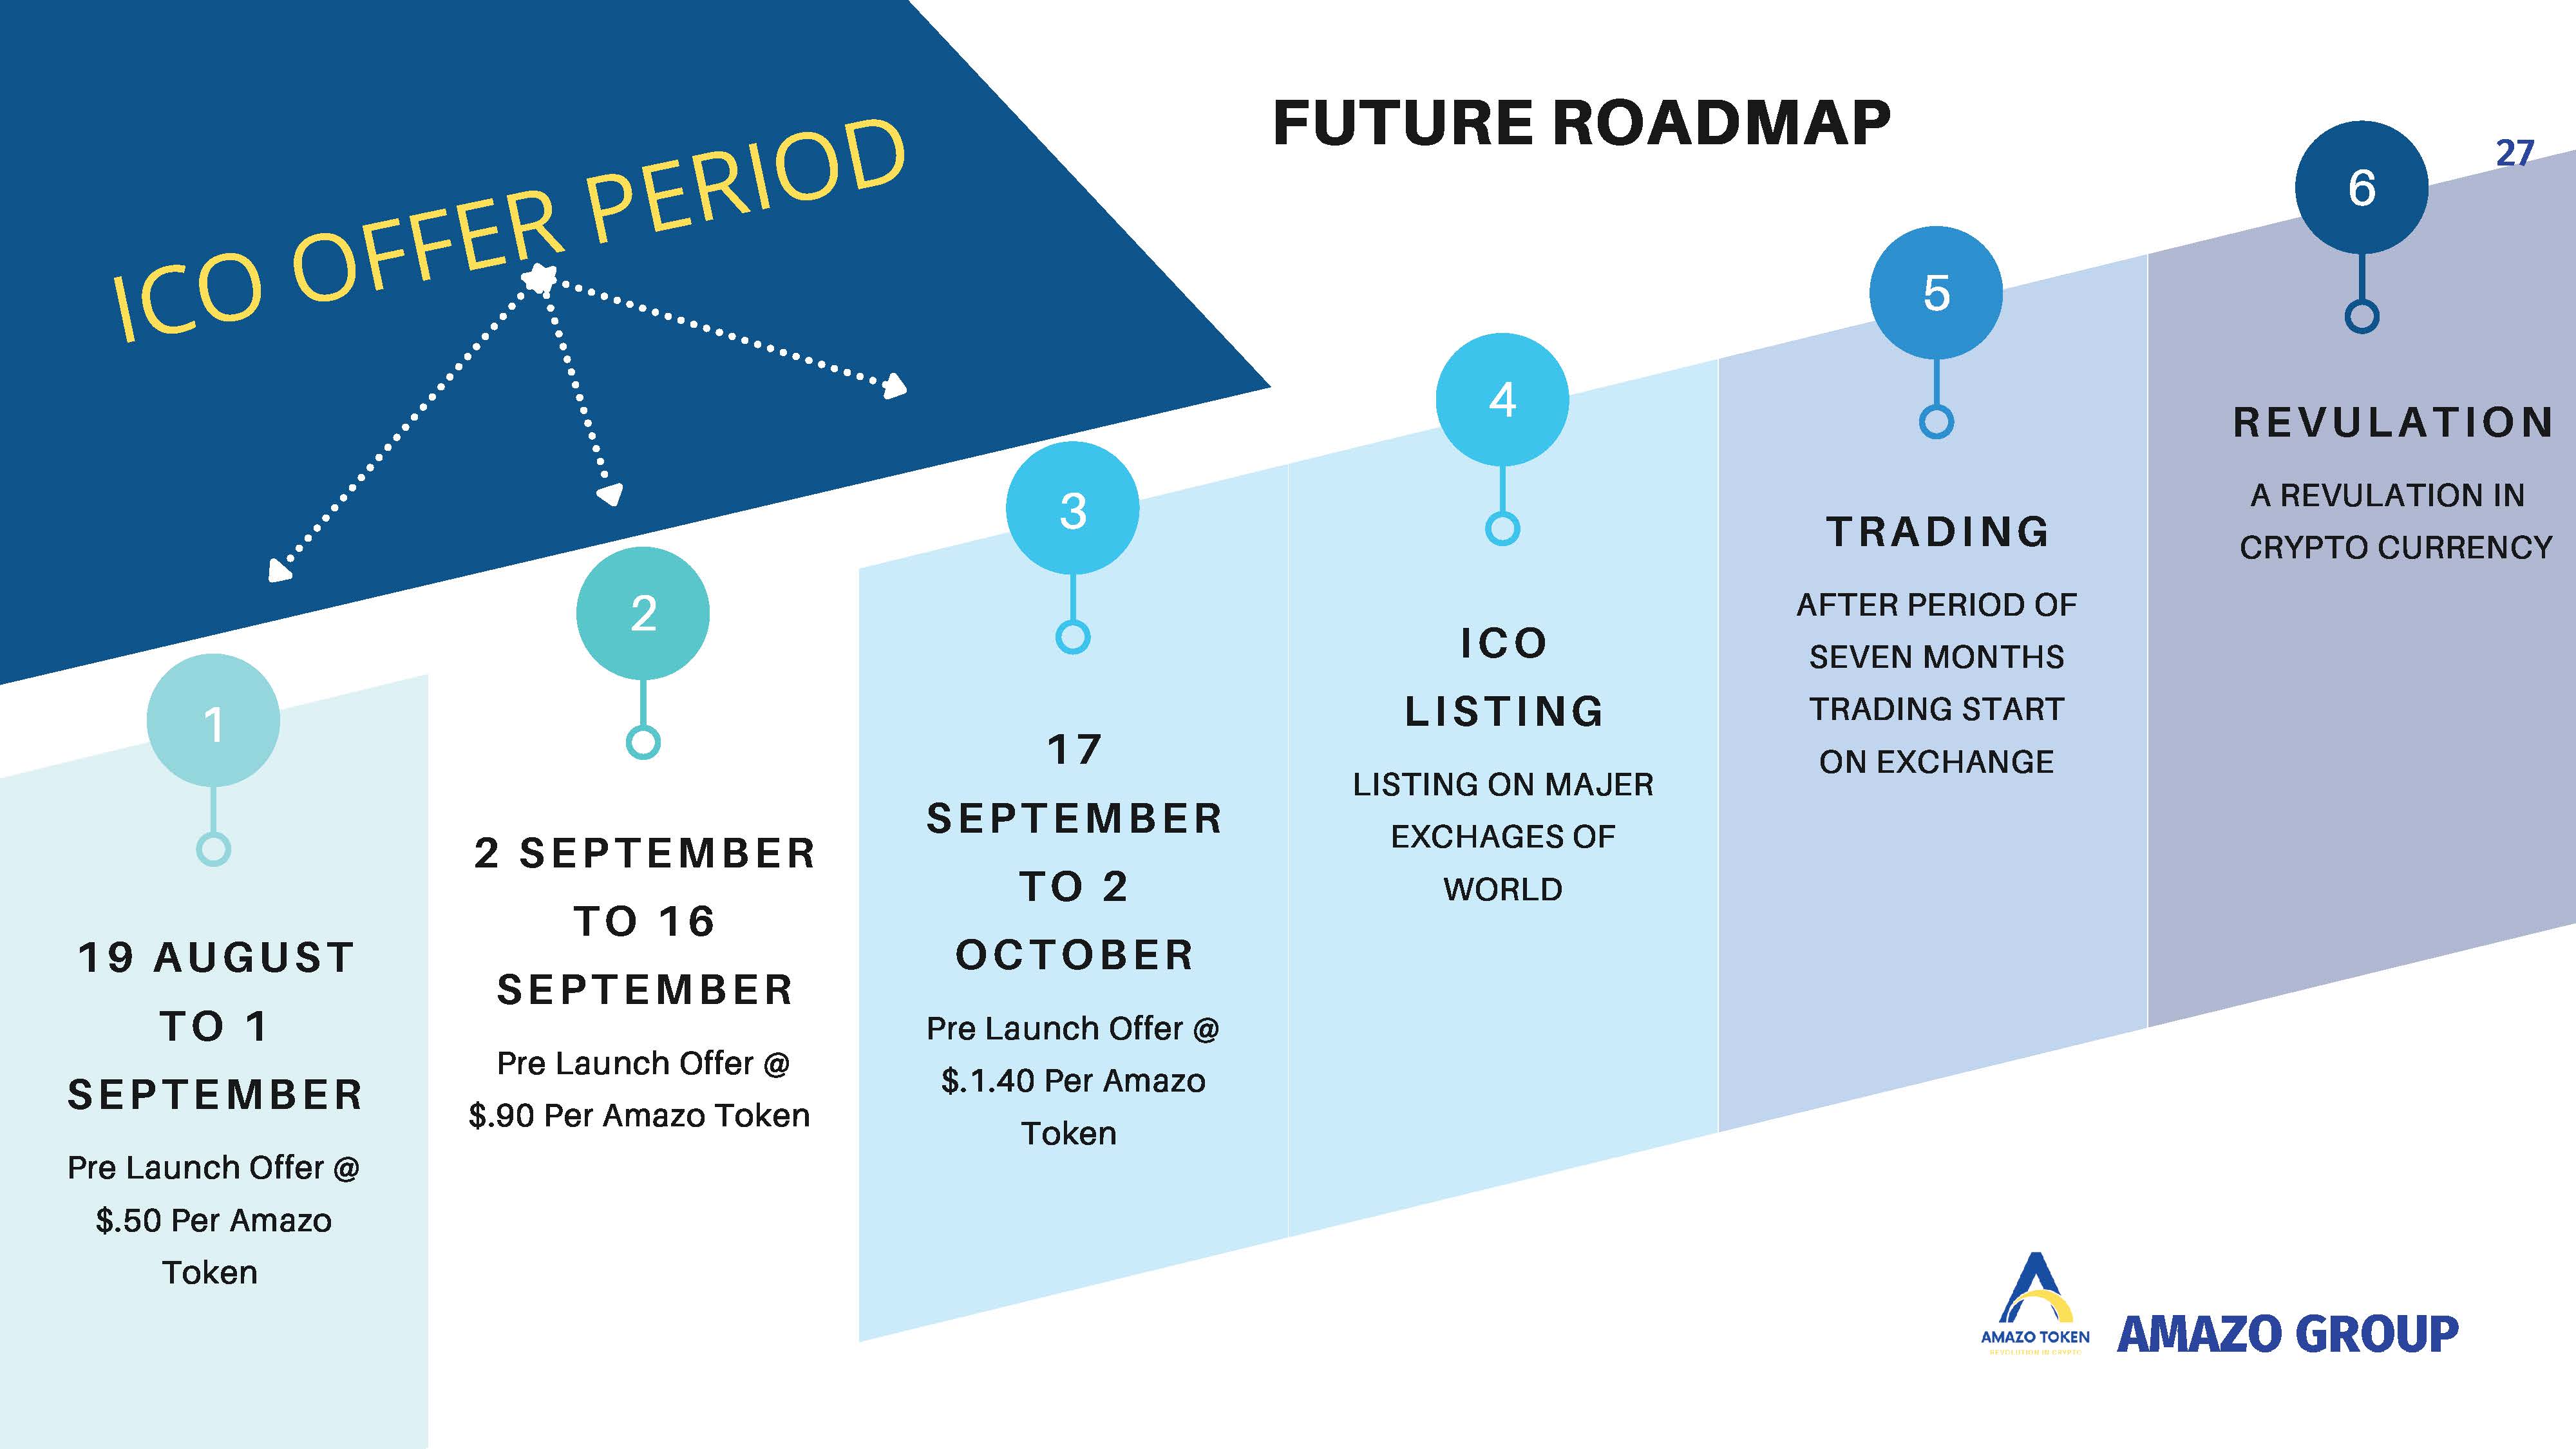 ICO OFFER PERIOD
FUTURE ROADMAP
27
1
19 AUGUST
TO 1
SEPTEMBER
Pre Launch Offer @
$.50 Per Amazo
Token
2
2 SEPTEMBER
TO 16
SEPTEMBER
Pre Launch Offer @
$.90 Per Amazo Token
3
17
SEPTEMBER
TO 2
OCTOBER
Pre Launch Offer @
$.1.40 Per Amazo
Token
4
ICO
LISTING
LISTING ON MAJER
EXCHAGES OF
WORLD
5
TRADING
AFTER PERIOD OF
SEVEN MONTHS
TRADING START
ON EXCHANGE
6
REVULATION
A REVULATION IN
CRYPTO CURRENCY
AMAZO TOKEN
REVOLUTION IN CRYPTO
AMAZO GROUP